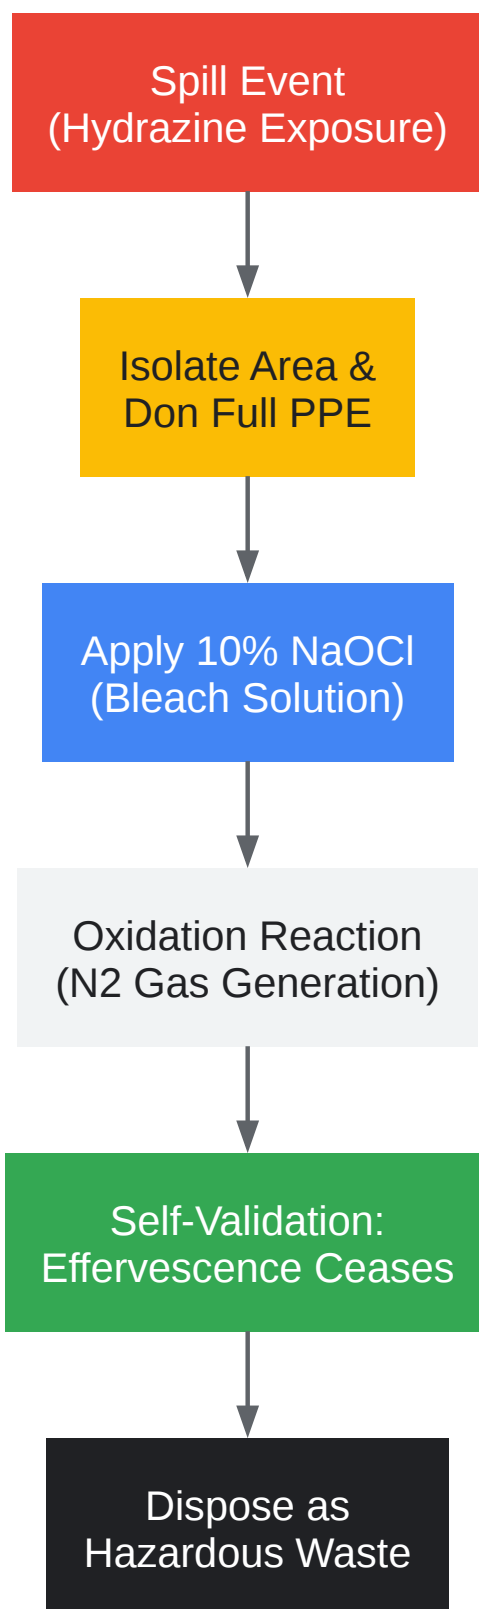 Spill Event
(Hydrazine Exposure)
Isolate Area &
Don Full PPE
Apply 10% NaOCl
(Bleach Solution)
Oxidation Reaction
(N2 Gas Generation)
Self-Validation:
Effervescence Ceases
Dispose as
Hazardous Waste